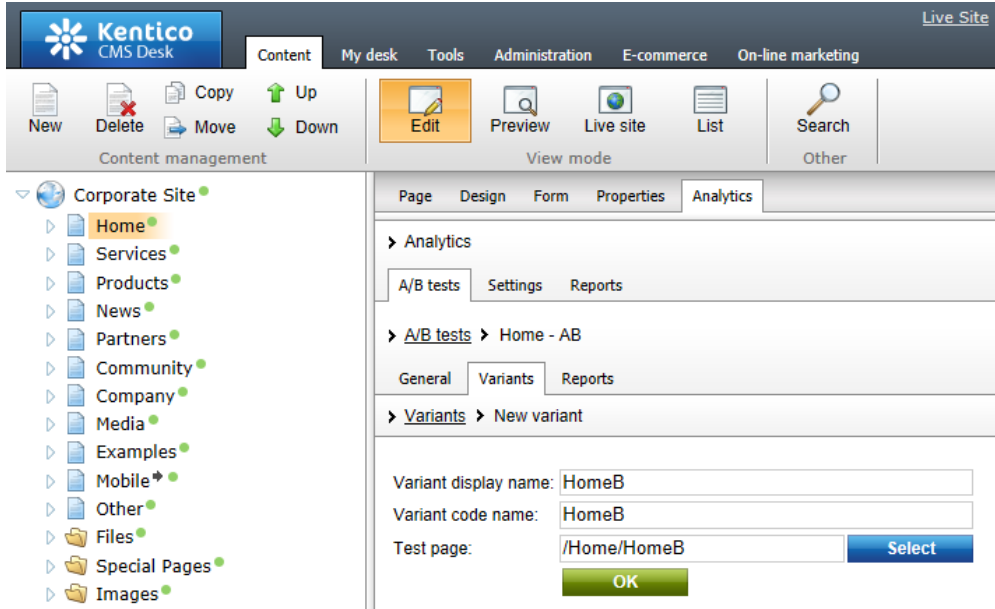 Live Site
Kentico
CMS Desk
Content My desk Tools Administration E-commerce On-line marketing
New Delete Copy Move Up Down
Content management
Edit Preview Live site List
View mode
Search
Other
Corporate Site
Home
Services
Products
News
Partners
Community
Company
Media
Examples
Mobile
Other
Files
Special Pages
Images
Page Design Form Properties Analytics
Analytics
A/B tests Settings Reports
A/B tests Home - AB
General Variants Reports
Variants New variant
Variant display name: HomeB
Variant code name: HomeB
Test page: /Home/HomeB Select
OK